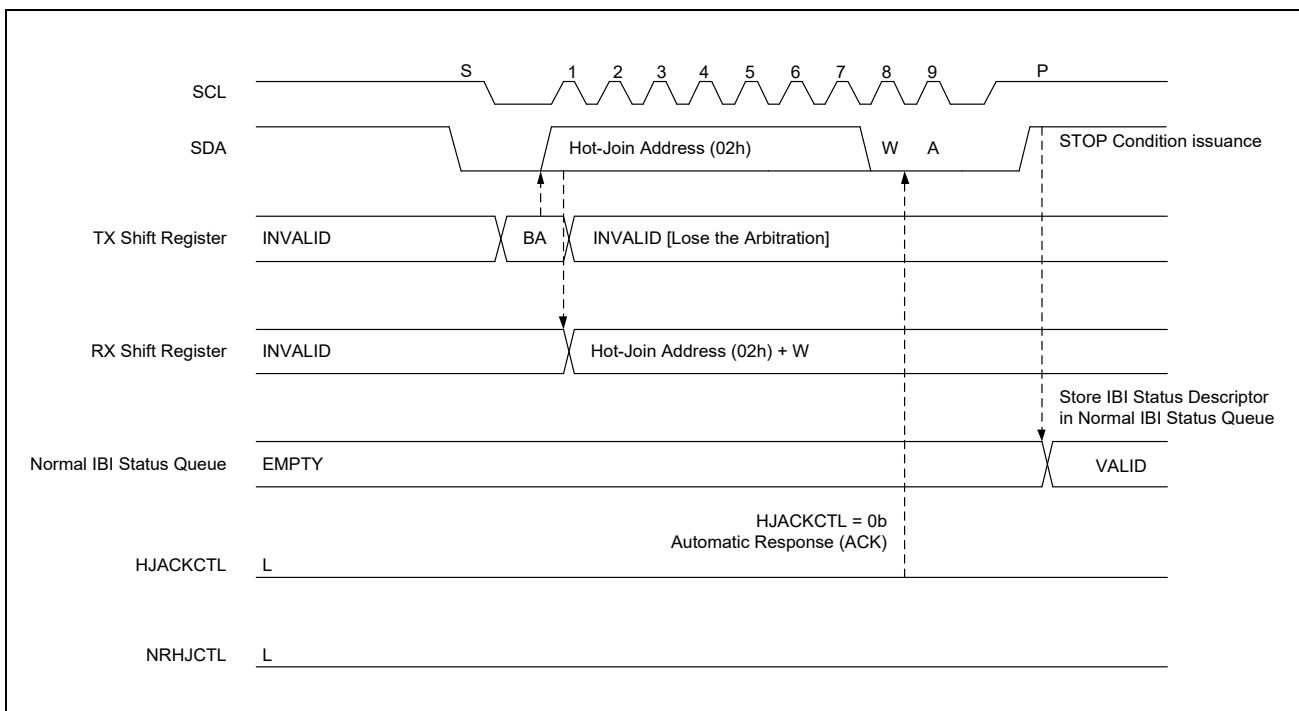 S 1 2 3 4 5 6 7 8 9 P
SCL
STOP Condition issuance
SDA Hot-Join Address (02h) W A
TX Shift Register INVALID BA INVALID [Lose the Arbitration]
RX Shift Register INVALID Hot-Join Address (02h) + W
Store IBI Status Descriptor
in Normal IBI Status Queue
Normal IBI Status Queue EMPTY VALID
HJACKCTL = 0b
Automatic Response (ACK)
HJACKCTL L
NRHJCTL L